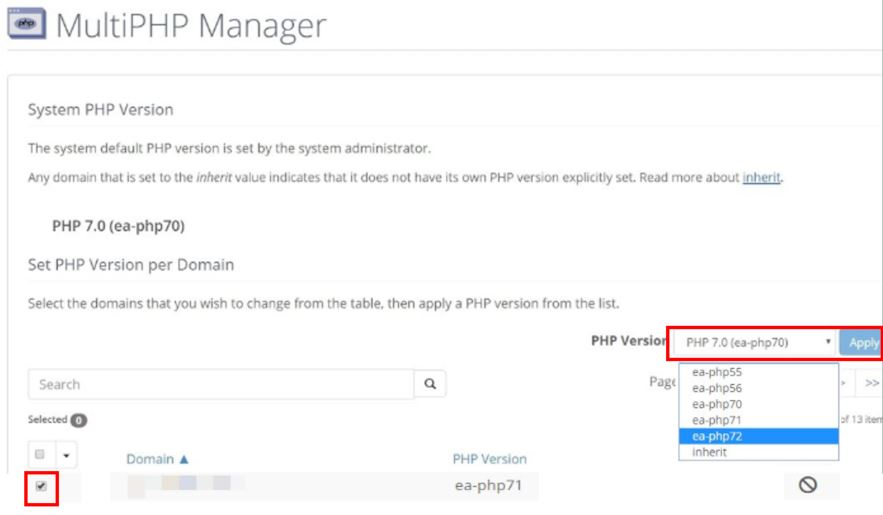 php MultiPHP Manager
System PHP Version
The system default PHP version is set by the system administrator.
Any domain that is set to the inherit value indicates that it does not have its own PHP version explicitly set. Read more about inherit.
PHP 7.0 (ea-php70)
Set PHP Version per Domain
Select the domains that you wish to change from the table, then apply a PHP version from the list.
PHP Version PHP 7.0 (ea-php70) Apply
ea-php55
Search Page >>
ea-php56
ea-php70
Selected 0 ea-php71 of 13 item
ea-php72
inherit
Domain ▲ PHP Version
ea-php71